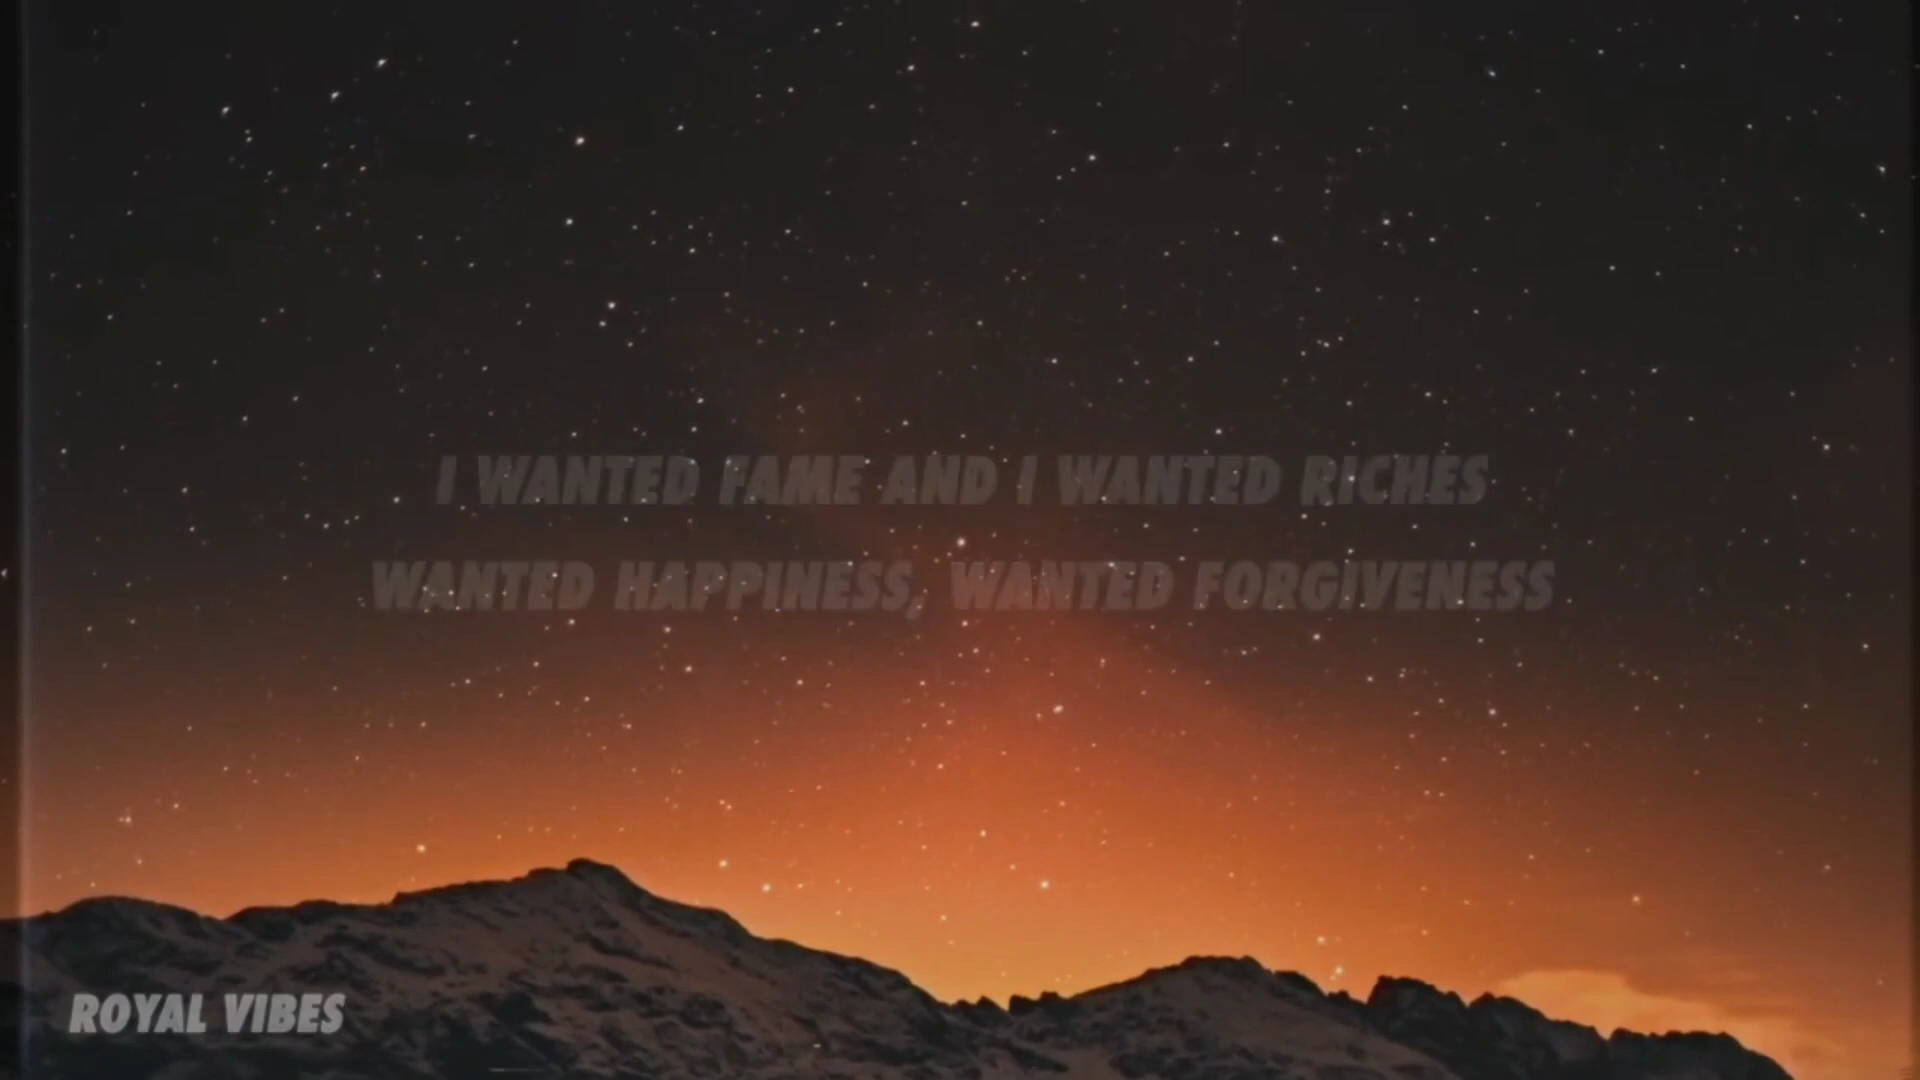 I WANTED FAME AND I WANTED RICHES
WANTED HAPPINESS, WANTED FORGIVENESS
ROYAL VIBES